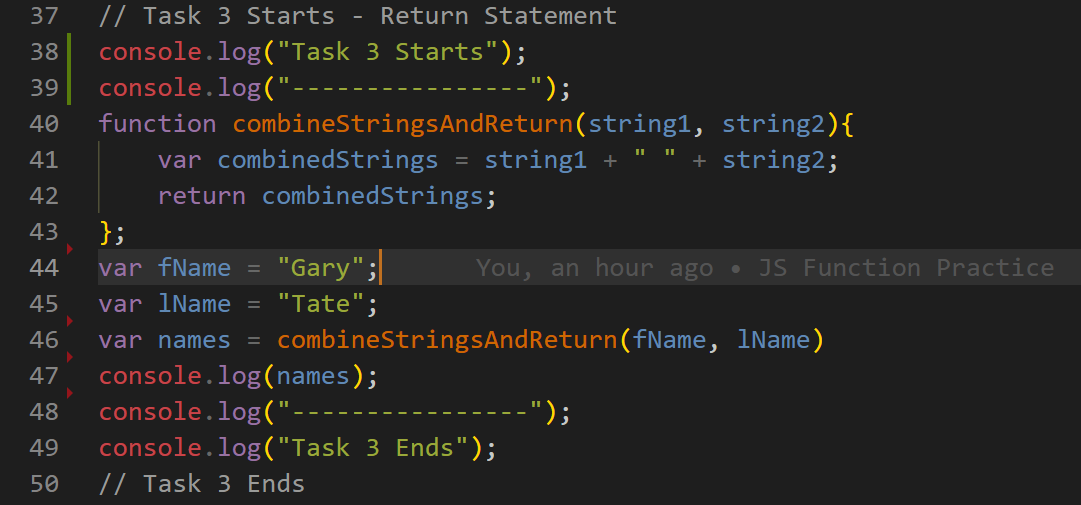 37 // Task 3 Starts - Return Statement
38 console.log("Task 3 Starts");
39 console.log("----------------");
40 function combineStringsAndReturn(string1, string2){
41     var combinedStrings = string1 + " " + string2;
42     return combinedStrings;
43 };
44 var fName = "Gary"; You, an hour ago • JS Function Practice
45 var lName = "Tate";
46 var names = combineStringsAndReturn(fName, lName)
47 console.log(names);
48 console.log("----------------");
49 console.log("Task 3 Ends");
50 // Task 3 Ends